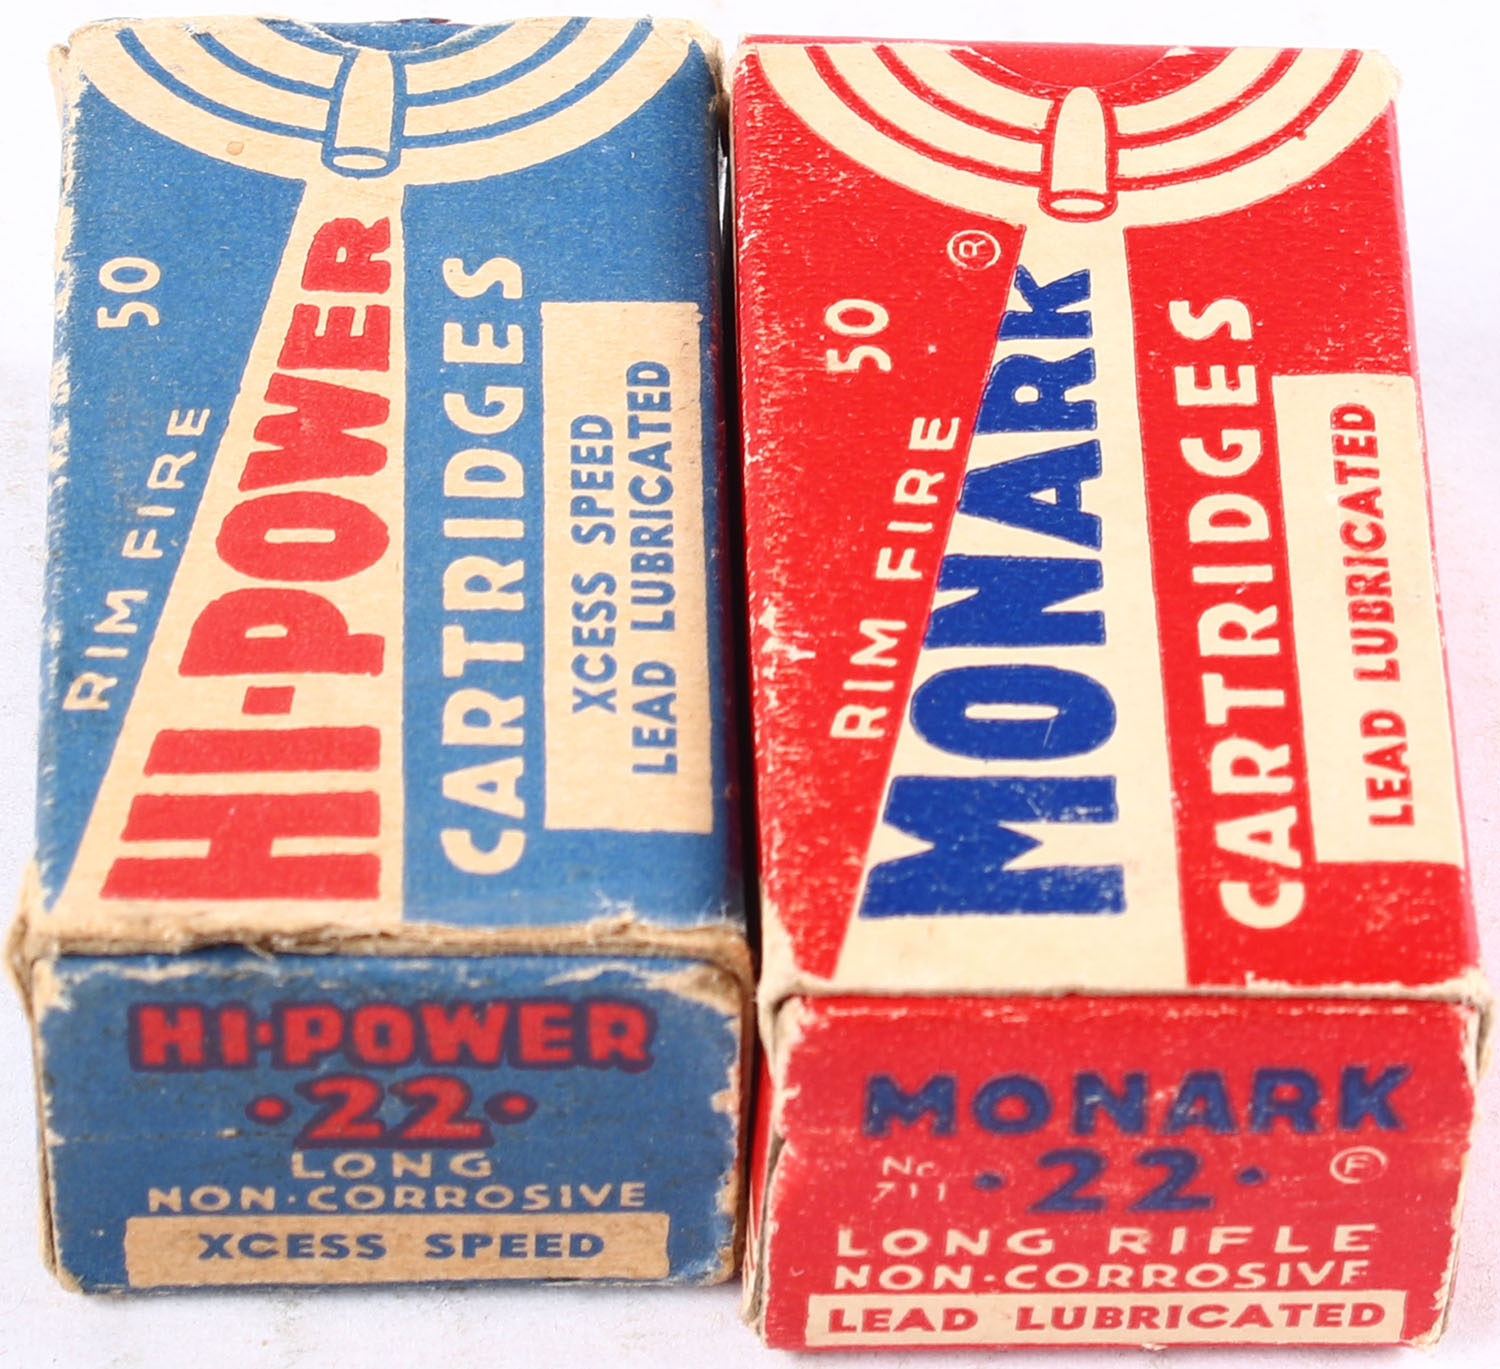 50
RIM FIRE
HI-POWER
CARTRIDGES
XCESS SPEED
LEAD LUBRICATED
HI·POWER
·22·
LONG
NON·CORROSIVE
XCESS SPEED
50
RIM FIRE
MONARK ®
CARTRIDGES
LEAD LUBRICATED
MONARK
No. 711 ·22· Ⓕ
LONG RIFLE
NON-CORROSIVE
LEAD LUBRICATED